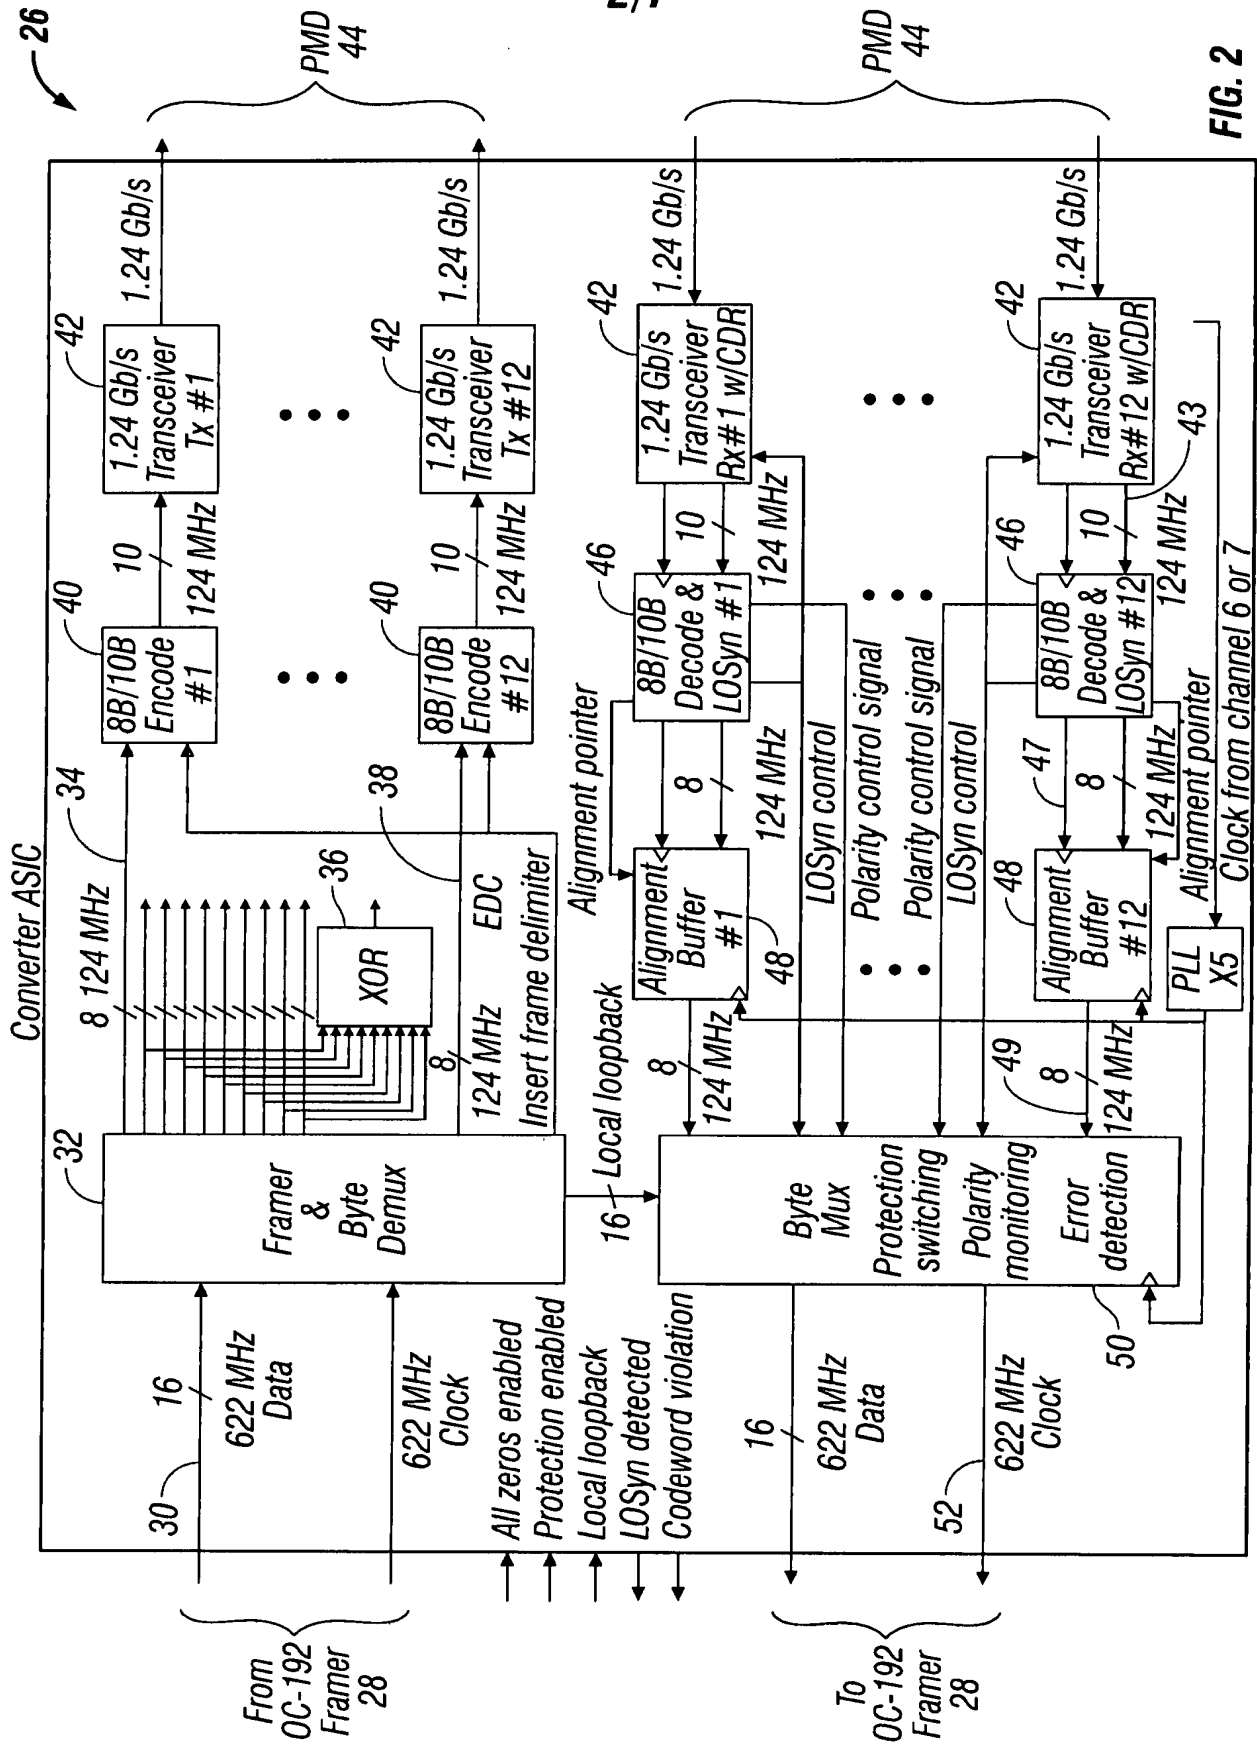 2/7
26
Converter ASIC
From
OC-192
Framer
28
30
16
622 MHz
Data
622 MHz
Clock
32
Framer
&
Byte
Demux
8 124 MHz
34
36
XOR
8
124 MHz
EDC
38
Insert frame delimiter
40
8B/10B
Encode
#1
10
124 MHz
42
1.24 Gb/s
Transceiver
Tx #1
1.24 Gb/s
PMD
44
40
8B/10B
Encode
#12
10
124 MHz
42
1.24 Gb/s
Transceiver
Tx #12
1.24 Gb/s
All zeros enabled
Protection enabled
Local loopback
LOSyn detected
Codeword violation
16
Local loopback
To
OC-192
Framer
28
16
622 MHz
Data
52
622 MHz
Clock
Byte
Mux
Protection
switching
Polarity
monitoring
Error
detection
50
8
124 MHz
Alignment
Buffer
#1
48
Alignment pointer
8
124 MHz
46
8B/10B
Decode &
LOSyn #1
10
124 MHz
42
1.24 Gb/s
Transceiver
Rx#1 w/CDR
1.24 Gb/s
PMD
44
LOSyn control
Polarity control signal
Polarity control signal
LOSyn control
49
8
124 MHz
48
Alignment
Buffer
#12
47
8
124 MHz
Alignment pointer
46
8B/10B
Decode &
LOSyn #12
10
124 MHz
43
42
1.24 Gb/s
Transceiver
Rx#12 w/CDR
1.24 Gb/s
PLL
X5
Clock from channel 6 or 7
FIG. 2